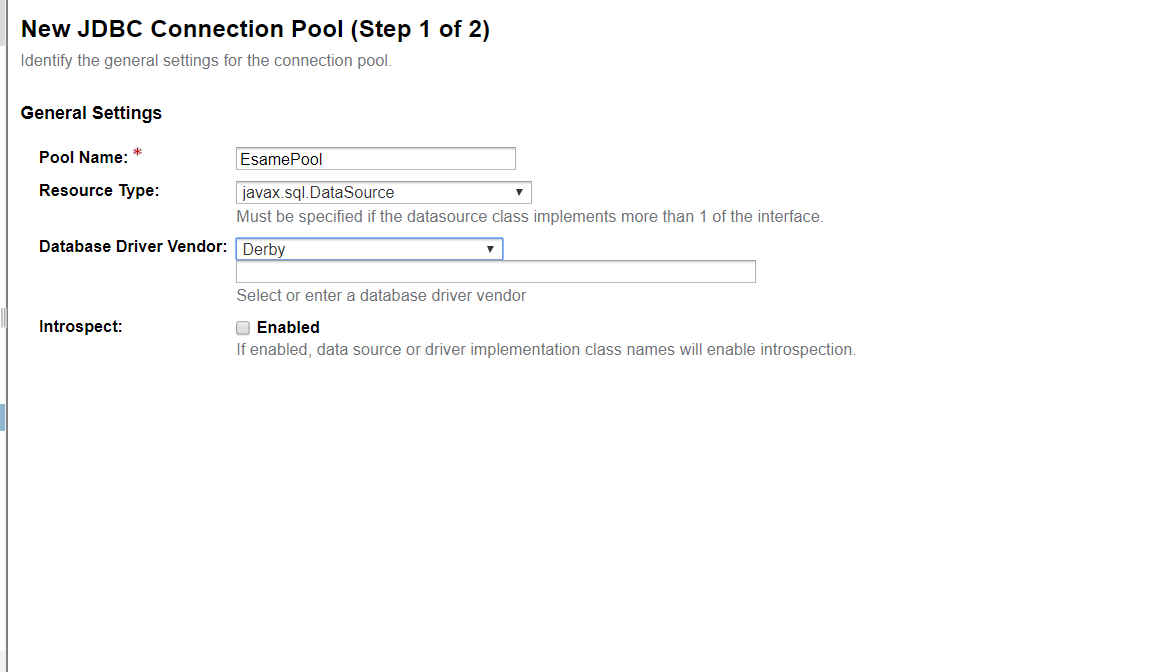 New JDBC Connection Pool (Step 1 of 2)
Identify the general settings for the connection pool.
General Settings
Pool Name: *
EsamePool
Resource Type:
javax.sql.DataSource
Must be specified if the datasource class implements more than 1 of the interface.
Database Driver Vendor:
Derby
Select or enter a database driver vendor
Introspect:
Enabled
If enabled, data source or driver implementation class names will enable introspection.